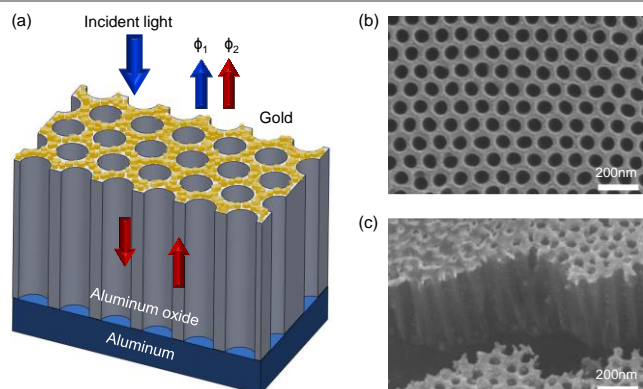 (a)
Incident light
ϕ1
ϕ2
Gold
Aluminum oxide
Aluminum
(b)
200nm
(c)
200nm